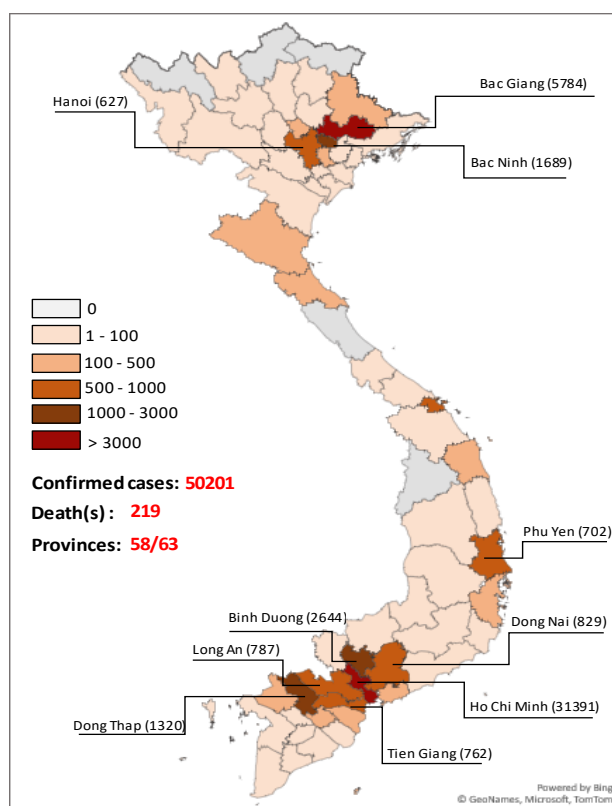 Bac Giang (5784)
Hanoi (627)
Bac Ninh (1689)
0
1 - 100
100 - 500
500 - 1000
1000 - 3000
> 3000
Confirmed cases: 50201
Death(s) : 219
Provinces: 58/63
Phu Yen (702)
Binh Duong (2644)
Dong Nai (829)
Long An (787)
Ho Chi Minh (31391)
Dong Thap (1320)
Tien Giang (762)
Powered by Bing
© GeoNames, Microsoft, TomTom